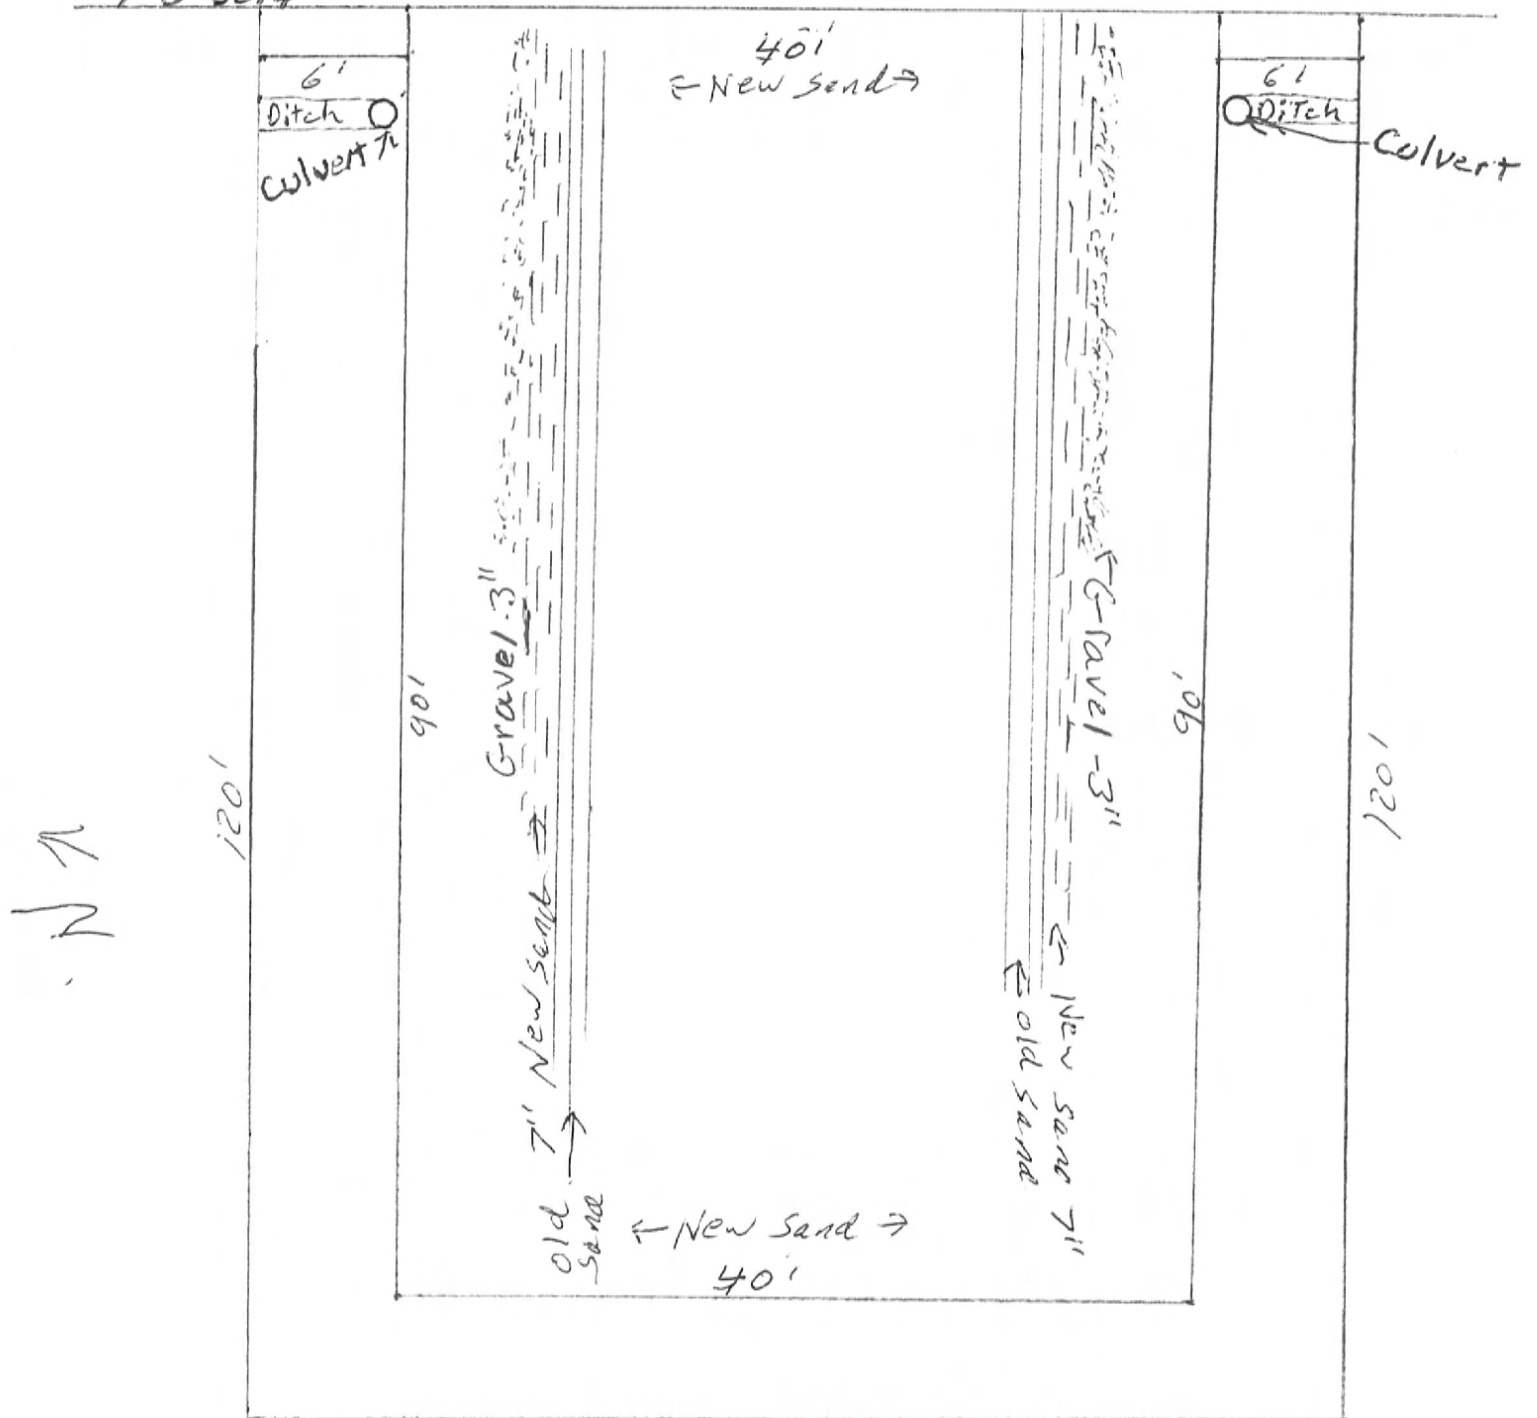 40'
← New Sand →
6'
Ditch
Culvert
6'
Ditch
Culvert
Gravel-3"
90'
120'
7" New Sand →
Old Sand
Gravel-3"
90'
120'
← New Sand 7"
← Old Sand
N ↑
← New Sand →
40'